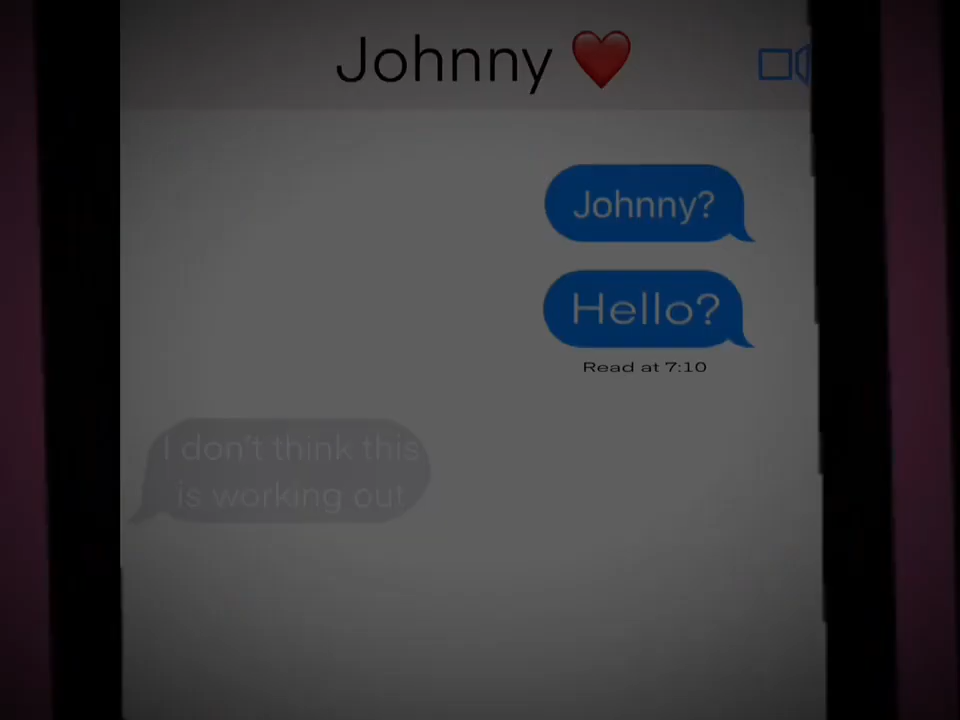 Johnny ❤️
Johnny?
Hello?
Read at 7:10
I don't think this
is working out